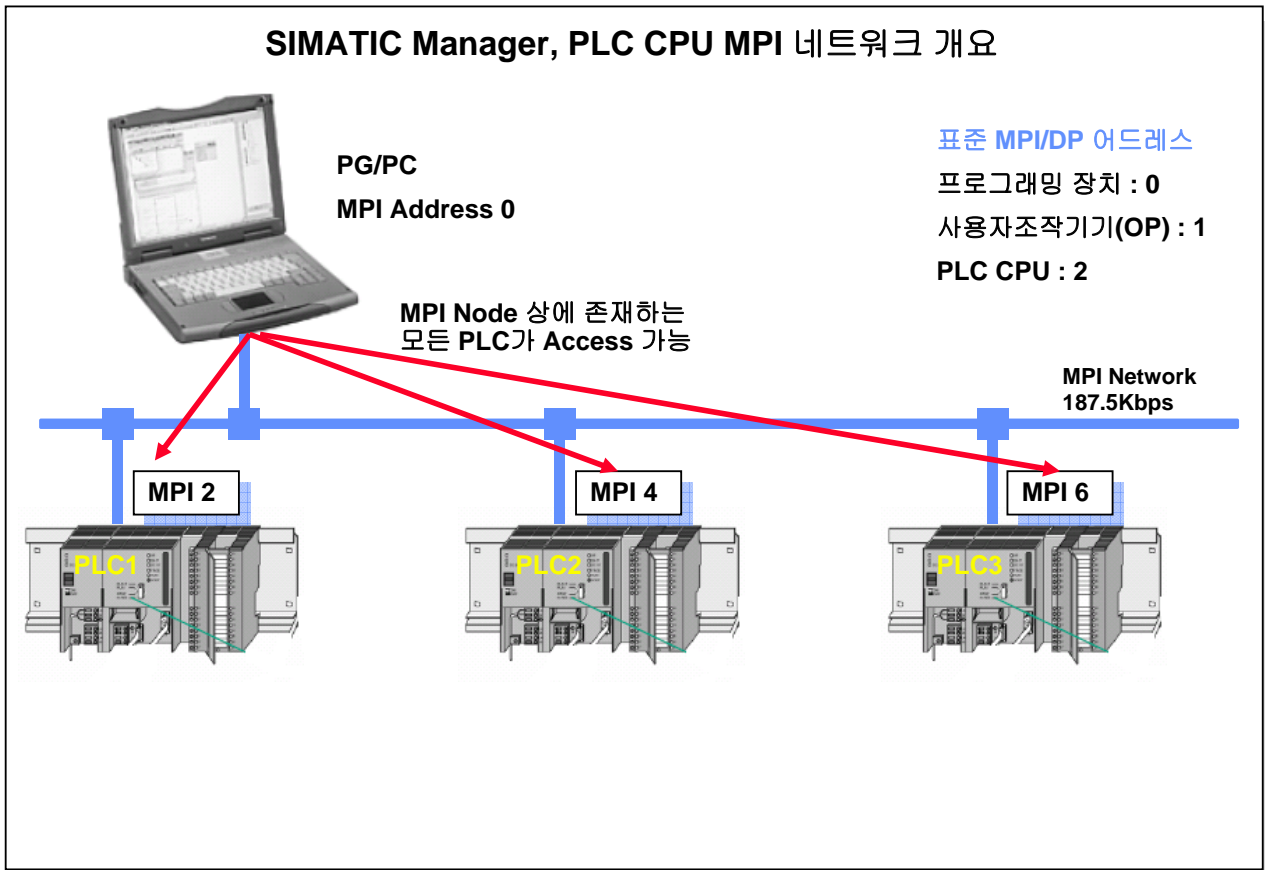 SIMATIC Manager, PLC CPU MPI 네트워크 개요
PG/PC
MPI Address 0
표준 MPI/DP 어드레스
프로그래밍 장치 : 0
사용자조작기기(OP) : 1
PLC CPU : 2
MPI Node 상에 존재하는
모든 PLC가 Access 가능
MPI Network
187.5Kbps
MPI 2
MPI 4
MPI 6
PLC1
PLC2
PLC3